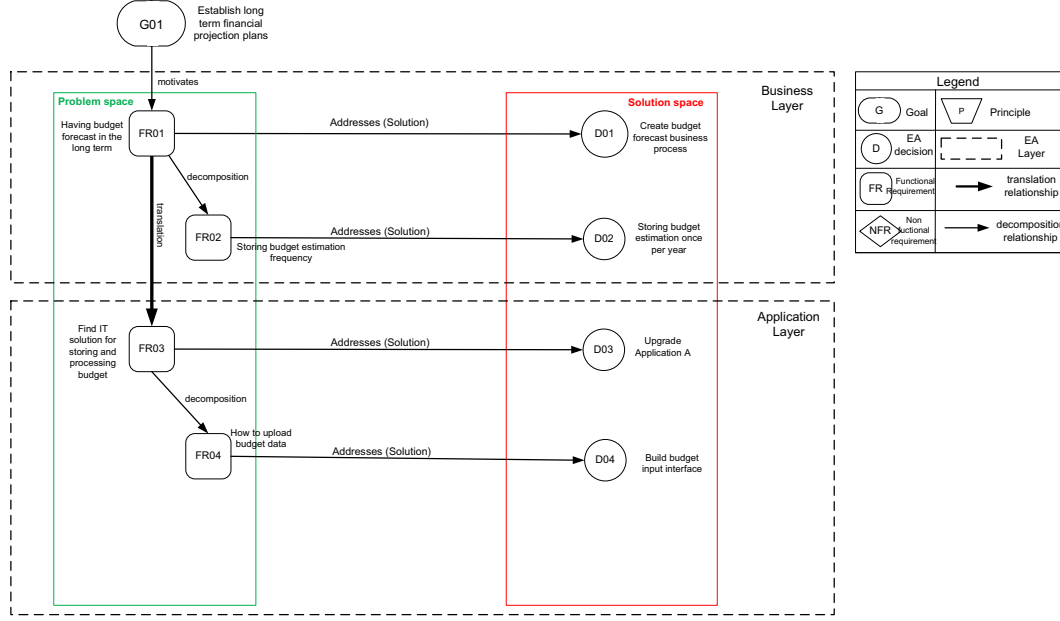 G01
Establish long
term financial
projection plans
motivates
Problem space
Solution space
Business
Layer
Having budget
forecast in the
long term
FR01
Addresses (Solution)
D01
Create budget
forecast business
process
decomposition
translation
FR02
Storing budget estimation
frequency
Addresses (Solution)
D02
Storing budget
estimation once
per year
Application
Layer
Find IT
solution for
storing and
processing
budget
FR03
Addresses (Solution)
D03
Upgrade
Application A
decomposition
FR04
How to upload
budget data
Addresses (Solution)
D04
Build budget
input interface
Legend
G
Goal
P
Principle
D
EA
decision
EA
Layer
FR
Functional
Requirement
translation
relationship
NFR
Non
fuctional
requirement
decomposition
relationship